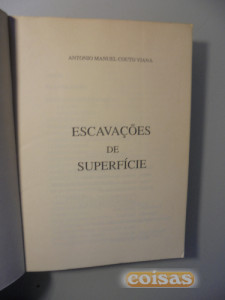 ANTÓNIO MANUEL COUTO VIANA
ESCAVAÇÕES
DE
SUPERFÍCIE
coisas